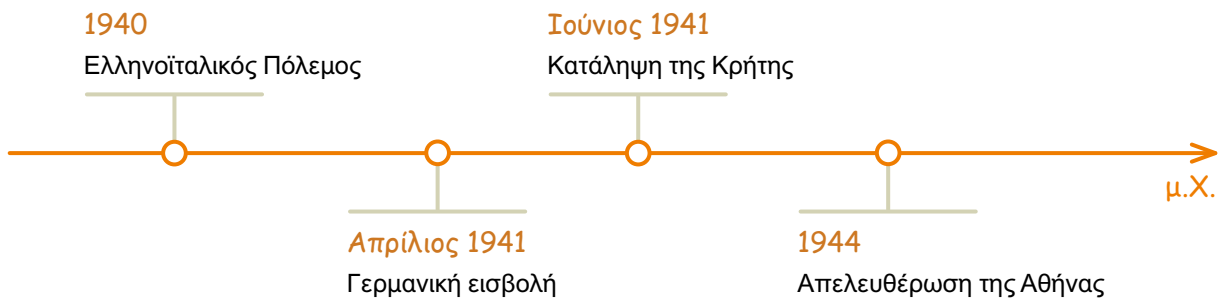 1940
Ελληνοϊταλικός Πόλεμος
Απρίλιος 1941
Γερμανική εισβολή
Ιούνιος 1941
Κατάληψη της Κρήτης
1944
Απελευθέρωση της Αθήνας
μ.Χ.